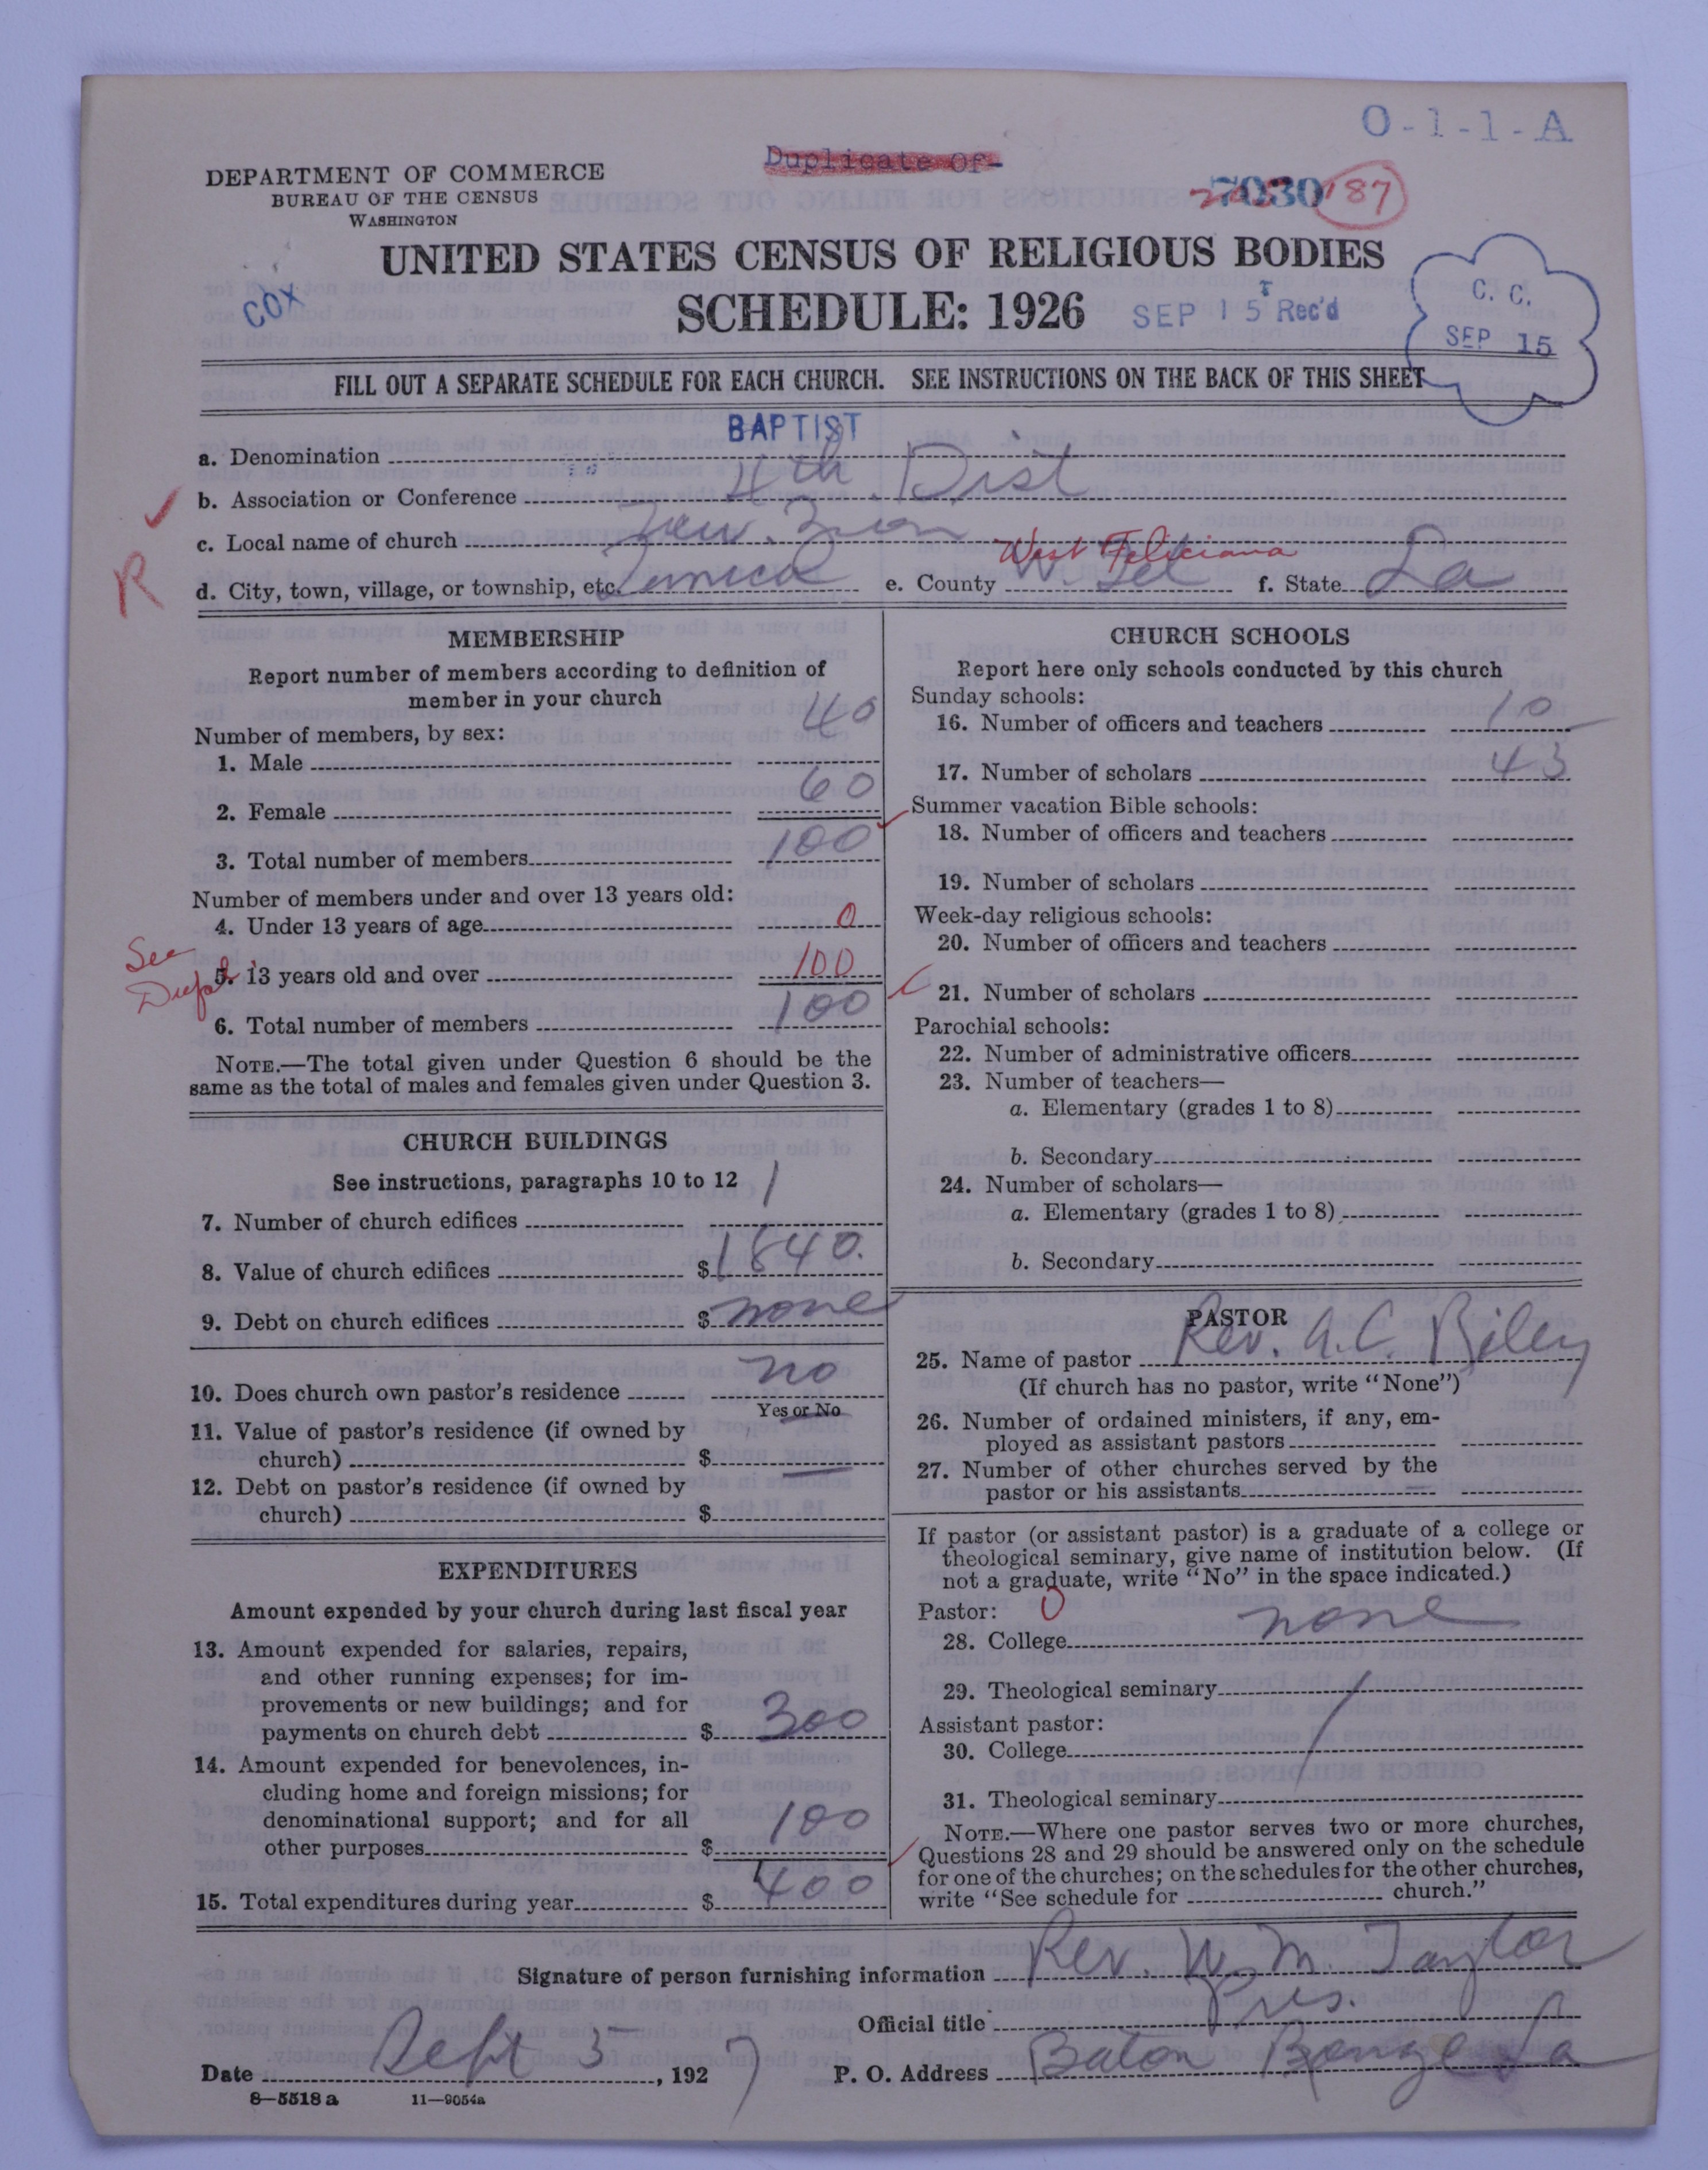 O-1-1-A
Duplicate Of-
DEPARTMENT OF COMMERCE
BUREAU OF THE CENSUS
WASHINGTON
7030 187
UNITED STATES CENSUS OF RELIGIOUS BODIES
COX
SCHEDULE: 1926
SEP 15 Rec'd
C. C.
SEP 15
FILL OUT A SEPARATE SCHEDULE FOR EACH CHURCH. SEE INSTRUCTIONS ON THE BACK OF THIS SHEET
a. Denomination BAPTIST
b. Association or Conference 4th. Dist
c. Local name of church New. Zion
West Feliciana
R
d. City, town, village, or township, etc. Tunica e. County W. Fel f. State La
MEMBERSHIP
Report number of members according to definition of
member in your church
Number of members, by sex:
1. Male 40
2. Female 60
3. Total number of members 100
Number of members under and over 13 years old:
4. Under 13 years of age 0
See
5. 13 years old and over 100
6. Total number of members 100
NOTE.—The total given under Question 6 should be the
same as the total of males and females given under Question 3.
CHURCH BUILDINGS
See instructions, paragraphs 10 to 12
7. Number of church edifices 1
8. Value of church edifices $ 1840.
9. Debt on church edifices $ none
10. Does church own pastor's residence no
Yes or No
11. Value of pastor's residence (if owned by
church) $
12. Debt on pastor's residence (if owned by
church) $
EXPENDITURES
Amount expended by your church during last fiscal year
13. Amount expended for salaries, repairs,
and other running expenses; for im-
provements or new buildings; and for
payments on church debt $ 300
14. Amount expended for benevolences, in-
cluding home and foreign missions; for
denominational support; and for all
other purposes $ 100
15. Total expenditures during year $ 400
CHURCH SCHOOLS
Report here only schools conducted by this church
Sunday schools:
16. Number of officers and teachers 10
17. Number of scholars 43
Summer vacation Bible schools:
18. Number of officers and teachers
19. Number of scholars
Week-day religious schools:
20. Number of officers and teachers
21. Number of scholars
Parochial schools:
22. Number of administrative officers
23. Number of teachers—
a. Elementary (grades 1 to 8)
b. Secondary
24. Number of scholars—
a. Elementary (grades 1 to 8)
b. Secondary
PASTOR
25. Name of pastor Rev. A. C. Riley
(If church has no pastor, write "None")
26. Number of ordained ministers, if any, em-
ployed as assistant pastors
27. Number of other churches served by the
pastor or his assistants
If pastor (or assistant pastor) is a graduate of a college or
theological seminary, give name of institution below. (If
not a graduate, write "No" in the space indicated.)
Pastor: 0
28. College none
29. Theological seminary
Assistant pastor:
30. College
31. Theological seminary
NOTE.—Where one pastor serves two or more churches,
Questions 28 and 29 should be answered only on the schedule
for one of the churches; on the schedules for the other churches,
write "See schedule for church."
Signature of person furnishing information Rev. W. M. Taylor
Official title Pres.
Date Sept 5, 1927 P. O. Address Baton Rouge La
8—5518 a 11—9054a